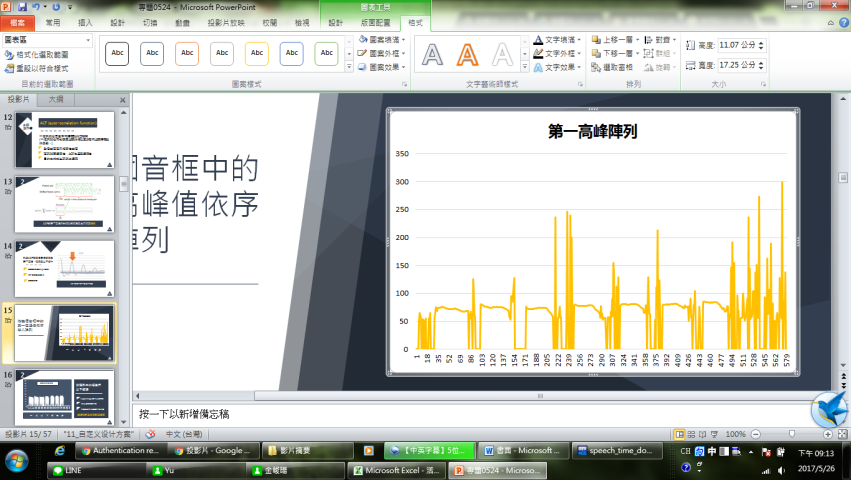 專題0524 - Microsoft PowerPoint
圖表工具
檔案
常用
插入
設計
切換
動畫
投影片放映
校閱
檢視
設計
版面配置
格式
圖表區
格式化選取範圍
重設以符合樣式
目前的選取範圍
Abc
Abc
Abc
Abc
Abc
Abc
Abc
圖案填滿
圖案外框
圖案效果
圖案樣式
A
A
A
文字填滿
文字外框
文字效果
文字藝術師樣式
上移一層
下移一層
選取窗格
對齊
群組
旋轉
排列
高度:
11.07 公分
寬度:
17.25 公分
大小
投影片
大綱
12
13
14
15
16
音框中的
高峰值依序
陣列
第一高峰陣列
350
300
250
200
150
100
50
0
1
18
35
52
69
86
103
120
137
154
171
188
205
222
239
256
273
290
307
324
341
358
375
392
409
426
443
460
477
494
511
528
545
562
579
按一下以新增備忘稿
投影片 15/ 57
"11_自定义设计方案"
中文 (台灣)
100%
Authentication re...
投影片 - Google ...
影片摘要
【中英字幕】5位...
書面 - Microsoft ...
speech_time_do...
CH
中
下午 09:13
LINE
Yu
金峻曦
Microsoft Excel - 活...
專題0524 - Microso...
2017/5/26